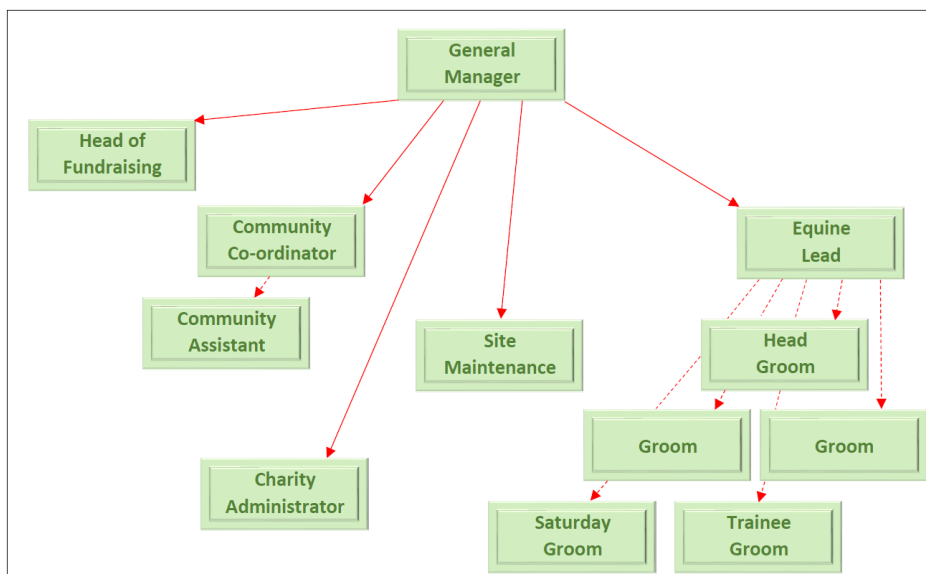 General
Manager
Head of
Fundraising
Community
Co-ordinator
Equine
Lead
Community
Assistant
Site
Maintenance
Head
Groom
Groom
Groom
Charity
Administrator
Saturday
Groom
Trainee
Groom